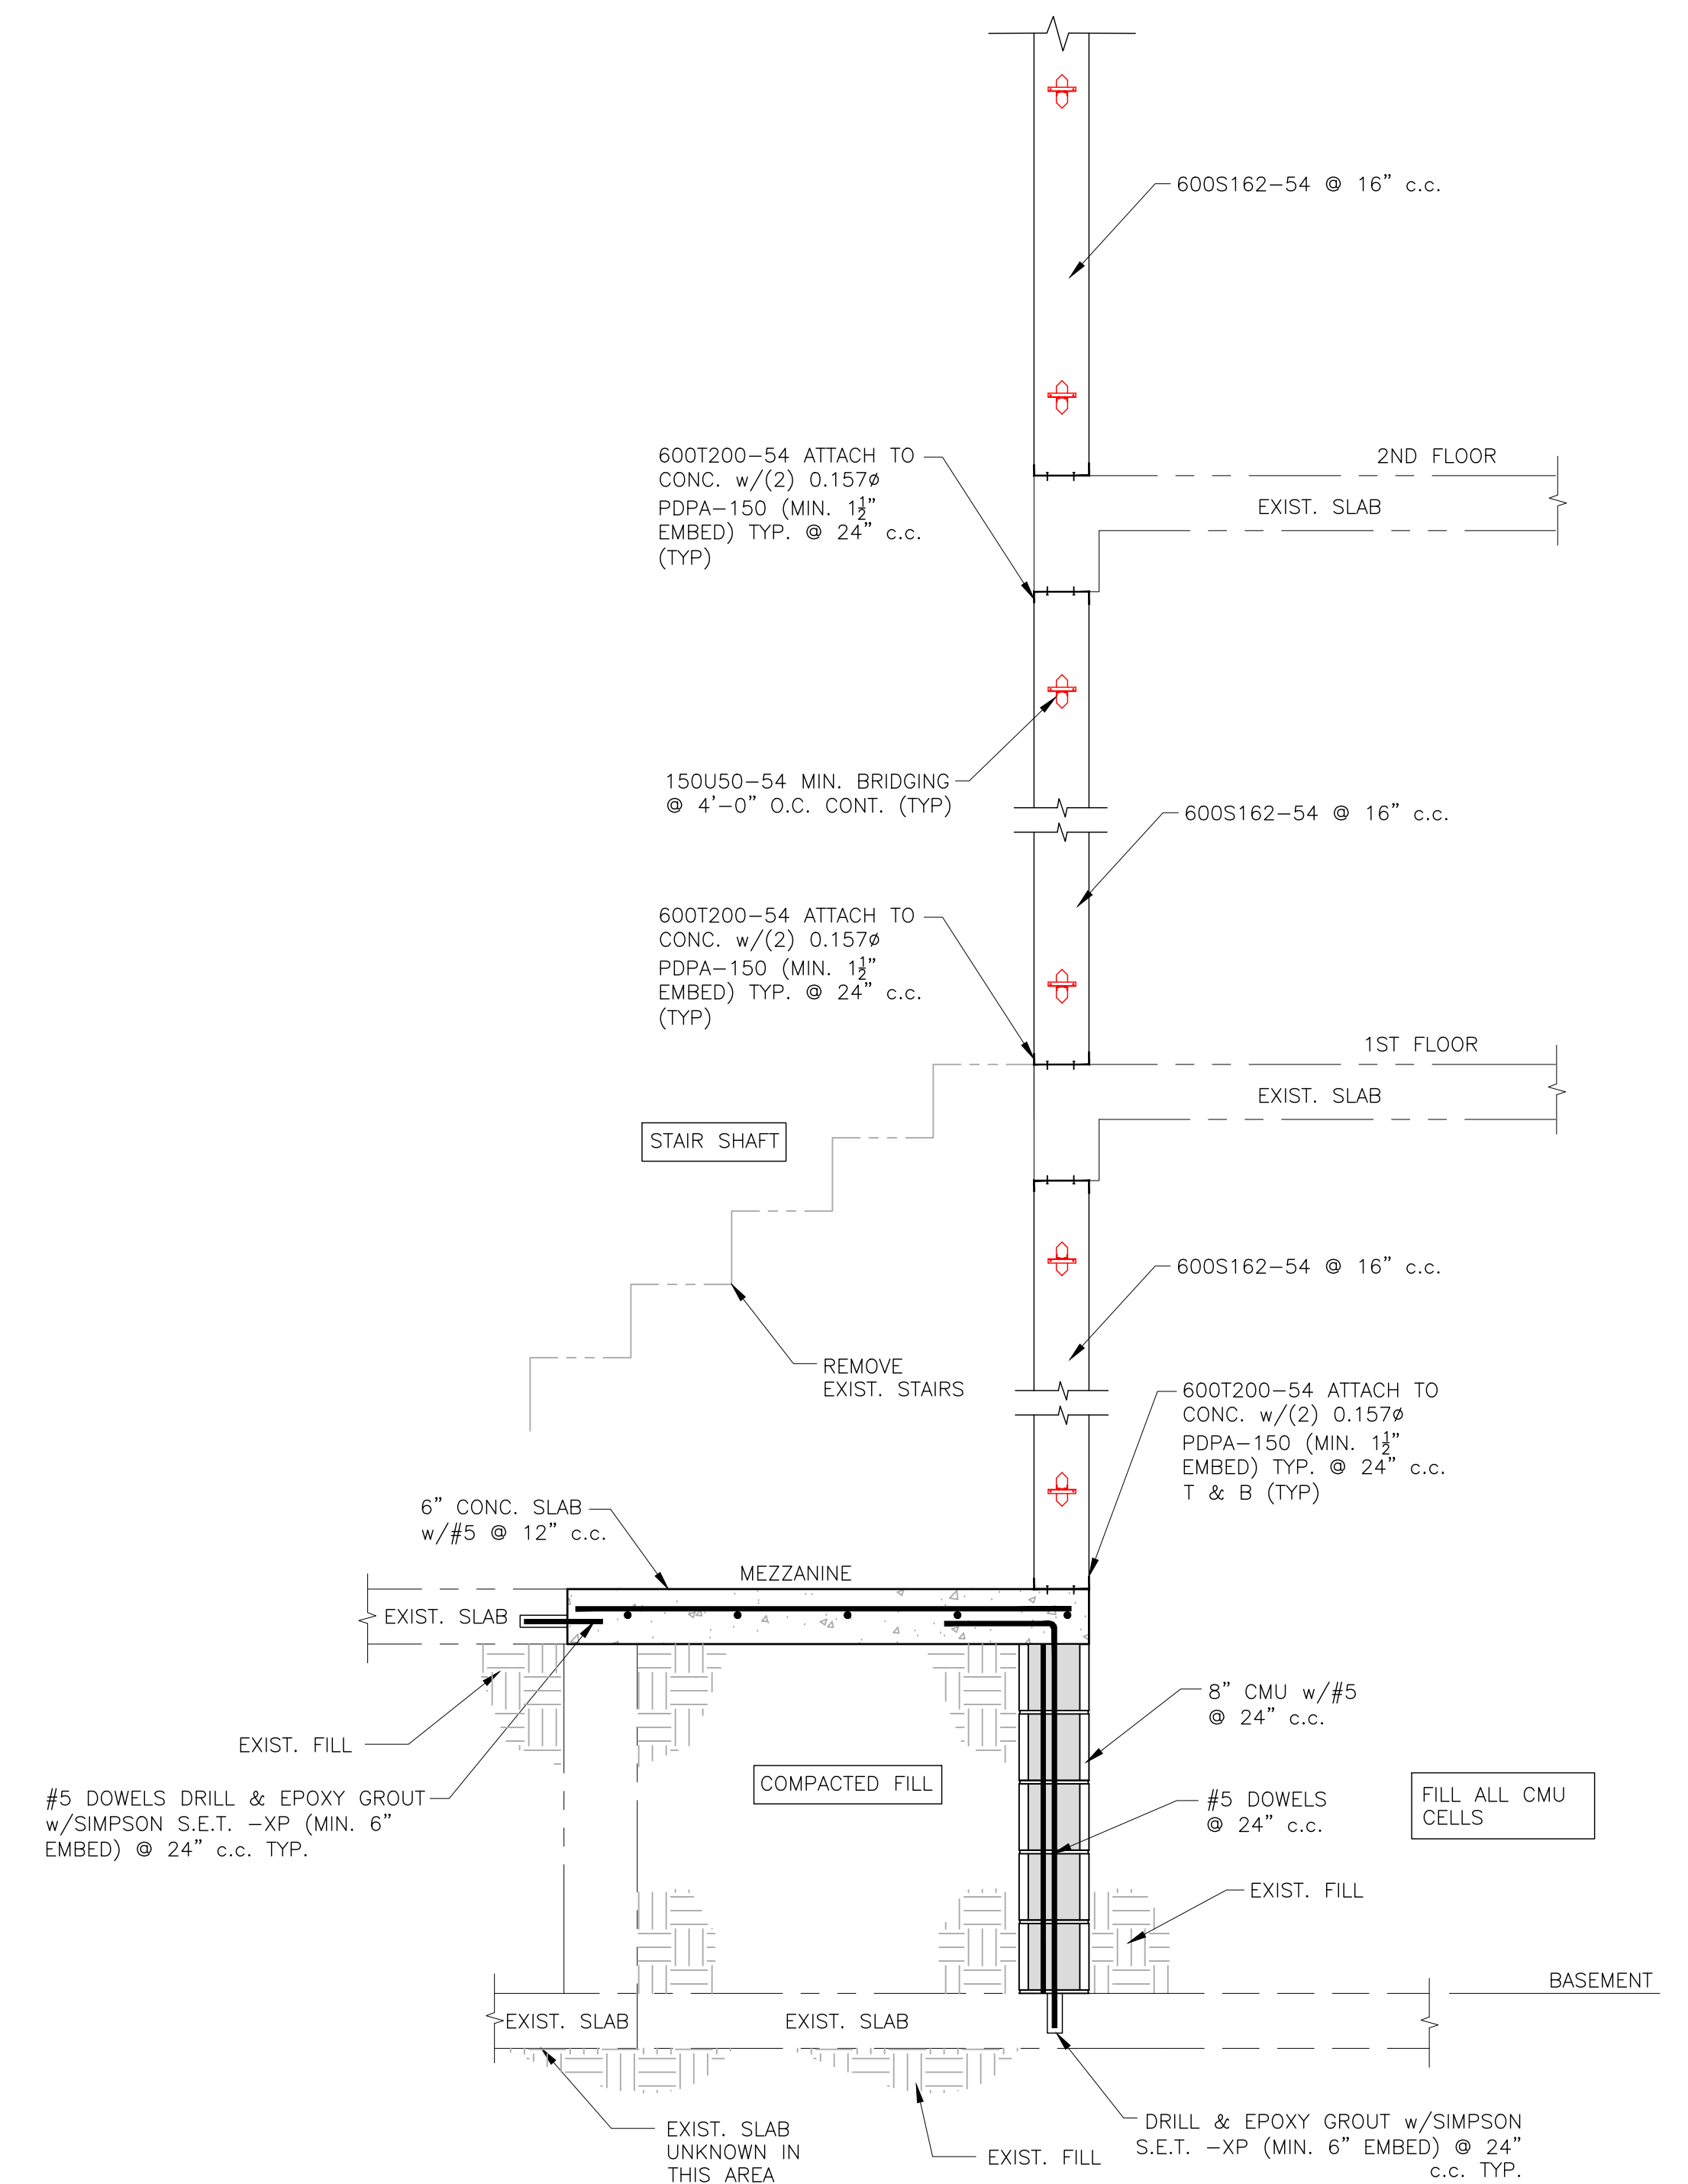 600S162-54 @ 16" c.c.
600T200-54 ATTACH TO
CONC. w/(2) 0.157ø
PDPA-150 (MIN. 1½"
EMBED) TYP. @ 24" c.c.
(TYP)
2ND FLOOR
EXIST. SLAB
150U50-54 MIN. BRIDGING
@ 4'-0" O.C. CONT. (TYP)
600S162-54 @ 16" c.c.
600T200-54 ATTACH TO
CONC. w/(2) 0.157ø
PDPA-150 (MIN. 1½"
EMBED) TYP. @ 24" c.c.
(TYP)
1ST FLOOR
EXIST. SLAB
STAIR SHAFT
600S162-54 @ 16" c.c.
REMOVE
EXIST. STAIRS
600T200-54 ATTACH TO
CONC. w/(2) 0.157ø
PDPA-150 (MIN. 1½"
EMBED) TYP. @ 24" c.c.
T & B (TYP)
6" CONC. SLAB
w/#5 @ 12" c.c.
MEZZANINE
EXIST. SLAB
8" CMU w/#5
@ 24" c.c.
EXIST. FILL
COMPACTED FILL
#5 DOWELS DRILL & EPOXY GROUT
w/SIMPSON S.E.T. -XP (MIN. 6"
EMBED) @ 24" c.c. TYP.
#5 DOWELS
@ 24" c.c.
FILL ALL CMU
CELLS
EXIST. FILL
BASEMENT
EXIST. SLAB
EXIST. SLAB
EXIST. SLAB
UNKNOWN IN
THIS AREA
EXIST. FILL
DRILL & EPOXY GROUT w/SIMPSON
S.E.T. -XP (MIN. 6" EMBED) @ 24"
c.c. TYP.